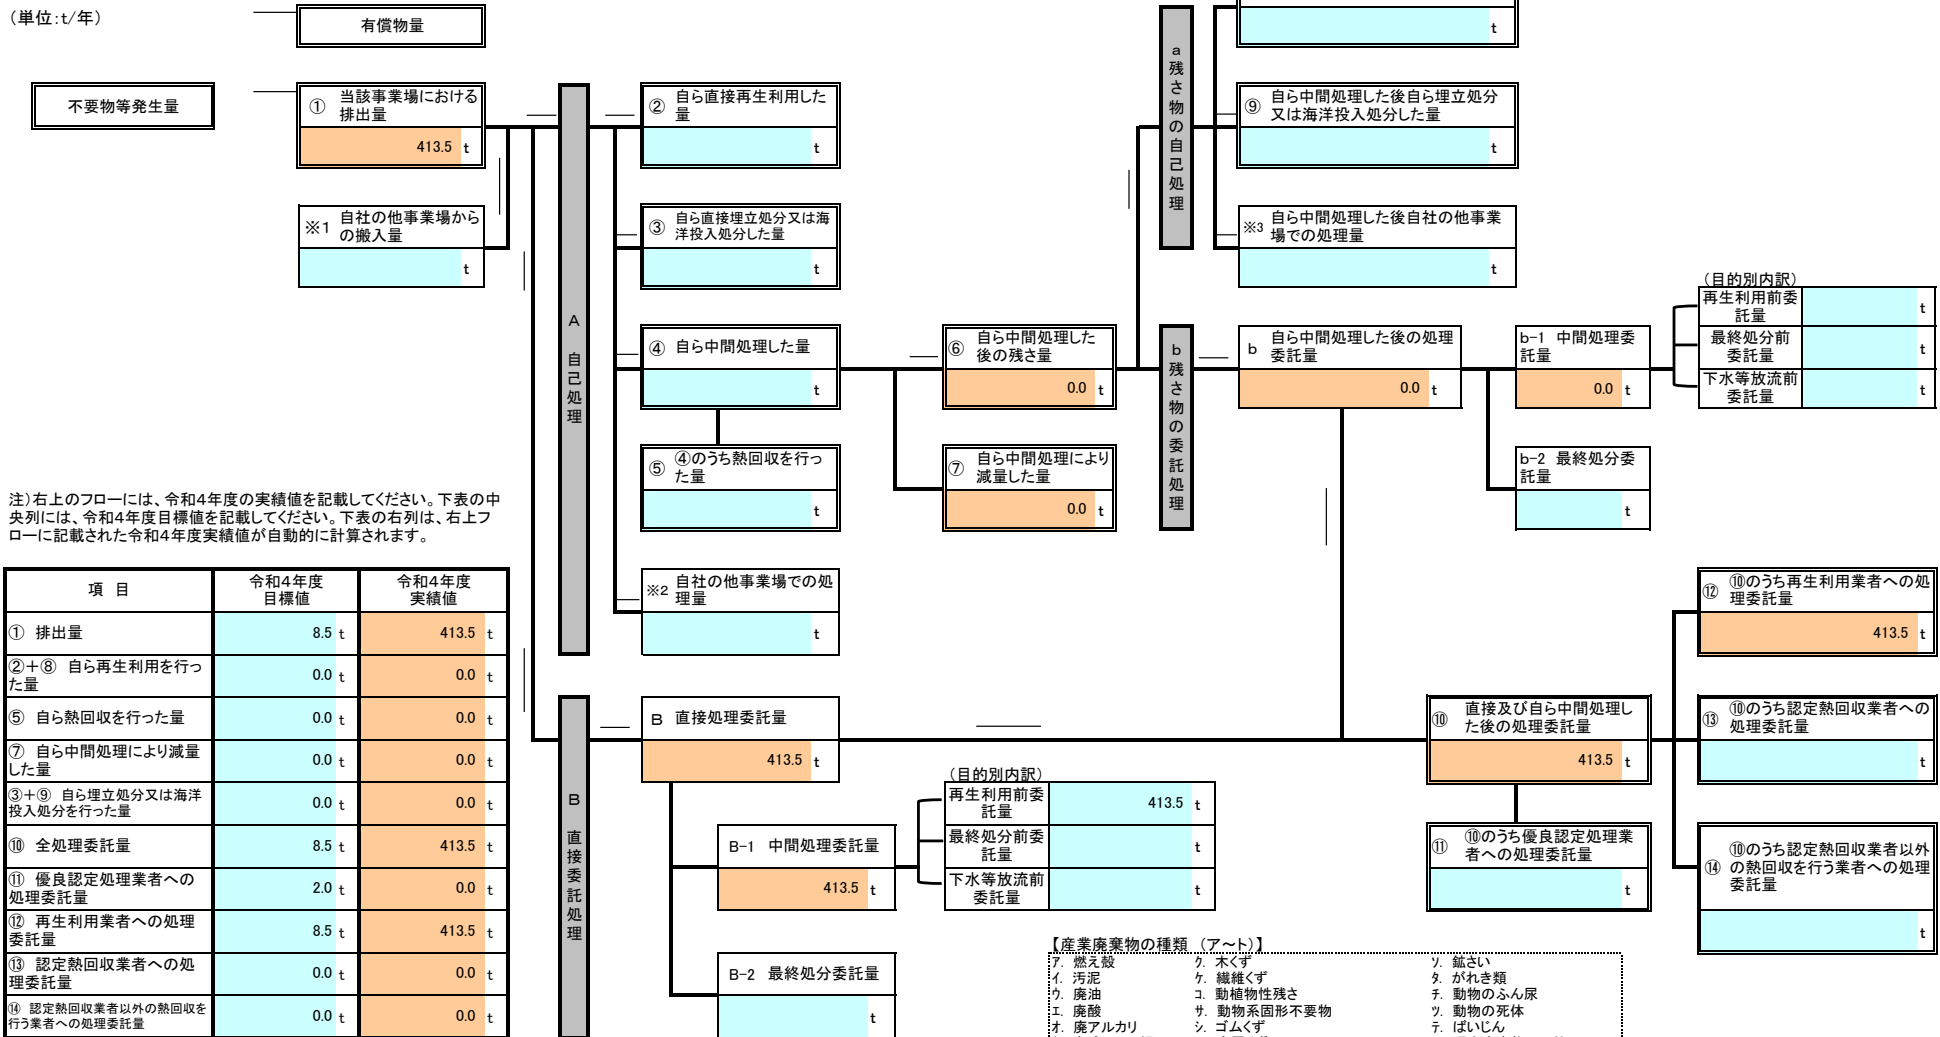 （単位：t/年）
有償物量
t
不要物等発生量
① 当該事業場における
排出量
413.5 t
※1 自社の他事業場から
の搬入量
t
A 自己処理
② 自ら直接再生利用した
量
t
③ 自ら直接埋立処分又は海
洋投入処分した量
t
④ 自ら中間処理した量
t
⑤ ④のうち熱回収を行っ
た量
t
※2 自社の他事業場での処
理量
t
⑥ 自ら中間処理した
後の残さ量
0.0 t
⑦ 自ら中間処理により
減量した量
0.0 t
a 残さ物の自己処理
⑨ 自ら中間処理した後自ら埋立処分
又は海洋投入処分した量
t
※3 自ら中間処理した後自社の他事業
場での処理量
t
b 残さ物の委託処理
b 自ら中間処理した後の処理
委託量
0.0 t
b-1 中間処理委
託量
0.0 t
b-2 最終処分委
託量
t
（目的別内訳）
再生利用前委
託量
t
最終処分前
委託量
t
下水等放流前
委託量
t
注）右上のフローには、令和４年度の実績値を記載してください。下表の中
央列には、令和４年度目標値を記載してください。下表の右列は、右上フ
ローに記載された令和４年度実績値が自動的に計算されます。
項 目 令和４年度
目標値 令和４年度
実績値
① 排出量 8.5 t 413.5 t
②＋⑧ 自ら再生利用を行っ
た量 0.0 t 0.0 t
⑤ 自ら熱回収を行った量 0.0 t 0.0 t
⑦ 自ら中間処理により減量
した量 0.0 t 0.0 t
③＋⑨ 自ら埋立処分又は海洋
投入処分を行った量 0.0 t 0.0 t
⑩ 全処理委託量 8.5 t 413.5 t
⑪ 優良認定処理業者への
処理委託量 2.0 t 0.0 t
⑫ 再生利用業者への処理
委託量 8.5 t 413.5 t
⑬ 認定熱回収業者への処
理委託量 0.0 t 0.0 t
⑭ 認定熱回収業者以外の熱回収を
行う業者への処理委託量 0.0 t 0.0 t
B 直接委託処理
B 直接処理委託量
413.5 t
B-1 中間処理委託量
413.5 t
B-2 最終処分委託量
t
（目的別内訳）
再生利用前委
託量
413.5 t
最終処分前委
託量
t
下水等放流前
委託量
t
⑩ 直接及び自ら中間処理し
た後の処理委託量
413.5 t
⑪ ⑩のうち優良認定処理業
者への処理委託量
t
⑫ ⑩のうち再生利用業者への処
理委託量
413.5 t
⑬ ⑩のうち認定熱回収業者への
処理委託量
t
⑭ ⑩のうち認定熱回収業者以外
の熱回収を行う業者への処理
委託量
t
【産業廃棄物の種類 （ア～ト）】
ア. 燃え殻 ク. 木くず ソ. 鉱さい
イ. 汚泥 ケ. 繊維くず タ. がれき類
ウ. 廃油 コ. 動植物性残さ チ. 動物のふん尿
エ. 廃酸 サ. 動物系固形不要物 ツ. 動物の死体
オ. 廃アルカリ シ. ゴムくず テ. ばいじん